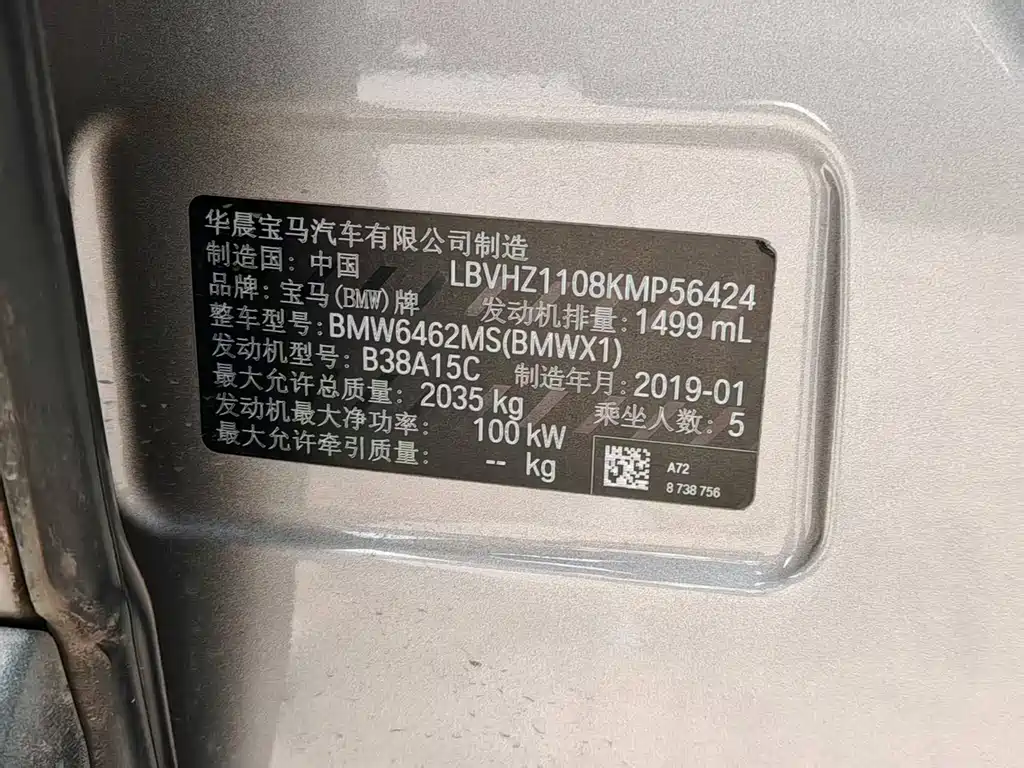 华晨宝马汽车有限公司制造
制造国：中国 LBVHZ1108KMP56424
品牌：宝马(BMW)牌 发动机排量：1499 mL
整车型号：BMW6462MS(BMWX1)
发动机型号：B38A15C 制造年月：2019-01
最大允许总质量：2035 kg 乘坐人数：5
发动机最大净功率： 100 kW
最大允许牵引质量： -- kg
A72
8 738 756